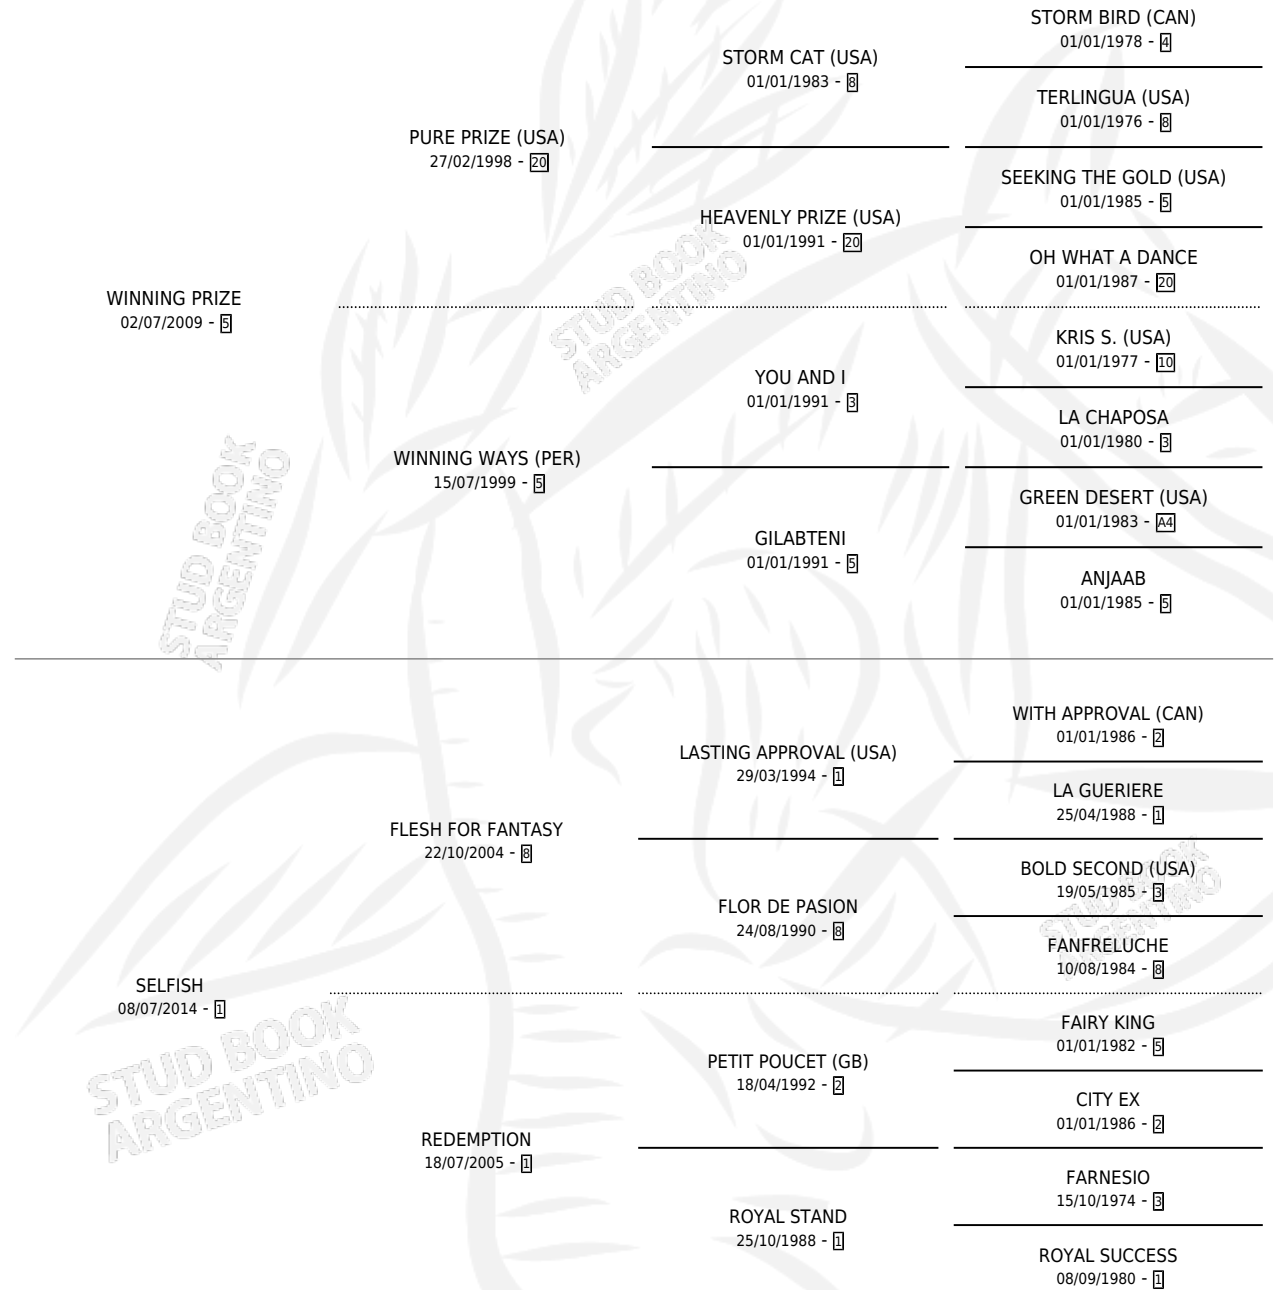 STORM BIRD (CAN)
01/01/1978 - 4
STORM CAT (USA)
01/01/1983 - 8
TERLINGUA (USA)
01/01/1976 - 8
PURE PRIZE (USA)
27/02/1998 - 20
SEEKING THE GOLD (USA)
01/01/1985 - 5
HEAVENLY PRIZE (USA)
01/01/1991 - 20
OH WHAT A DANCE
01/01/1987 - 20
WINNING PRIZE
02/07/2009 - 5
KRIS S. (USA)
01/01/1977 - 10
YOU AND I
01/01/1991 - 3
LA CHAPOSA
01/01/1980 - 3
WINNING WAYS (PER)
15/07/1999 - 5
GREEN DESERT (USA)
01/01/1983 - A4
GILABTENI
01/01/1991 - 5
ANJAAB
01/01/1985 - 5
WITH APPROVAL (CAN)
01/01/1986 - 2
LASTING APPROVAL (USA)
29/03/1994 - 1
LA GUERIERE
25/04/1988 - 1
FLESH FOR FANTASY
22/10/2004 - 8
BOLD SECOND (USA)
19/05/1985 - 3
FLOR DE PASION
24/08/1990 - 8
FANFRELUCHE
10/08/1984 - 8
SELFISH
08/07/2014 - 1
FAIRY KING
01/01/1982 - 5
PETIT POUCET (GB)
18/04/1992 - 2
CITY EX
01/01/1986 - 2
REDEMPTION
18/07/2005 - 1
FARNESIO
15/10/1974 - 3
ROYAL STAND
25/10/1988 - 1
ROYAL SUCCESS
08/09/1980 - 1
STUD BOOK
ARGENTINO
STUD BOOK
ARGENTINO
STUD BOOK
ARGENTINO
STUD BOOK
ARGENTINO